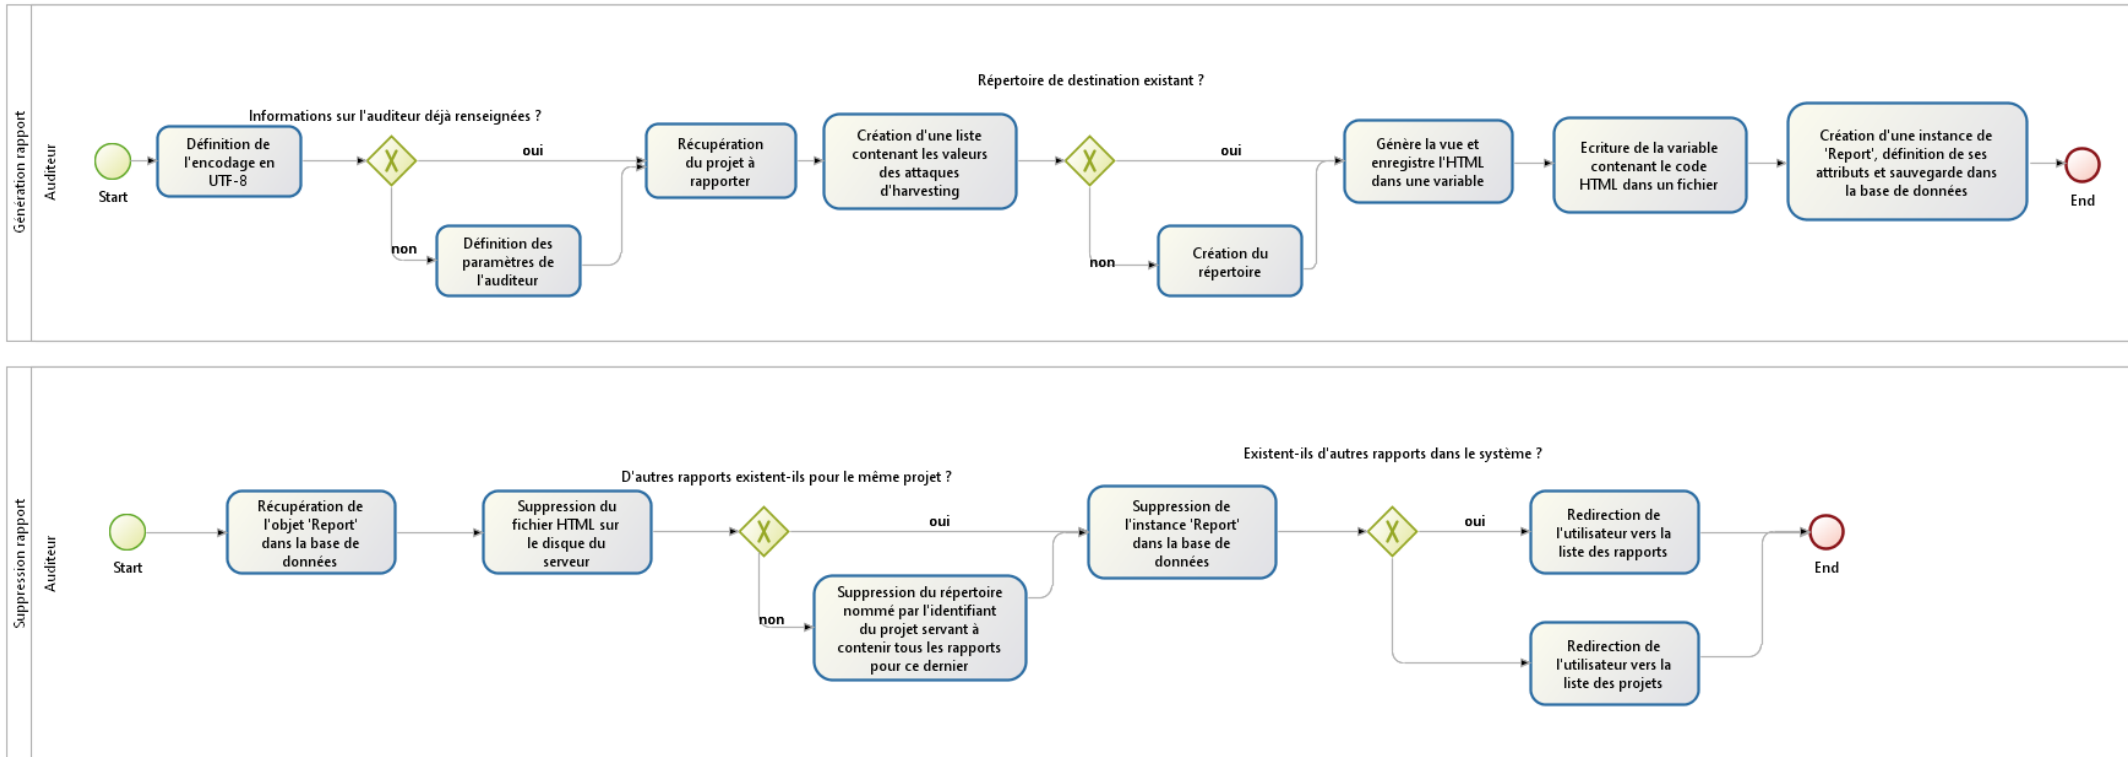 Génération rapport
Auditeur
Start
Définition de
l'encodage en
UTF-8
Informations sur l'auditeur déjà renseignées ?
oui
non
Définition des
paramètres de
l'auditeur
Récupération
du projet à
rapporter
Création d'une liste
contenant les valeurs
des attaques
d'harvesting
Répertoire de destination existant ?
oui
non
Création du
répertoire
Génère la vue et
enregistre l'HTML
dans une variable
Ecriture de la variable
contenant le code
HTML dans un fichier
Création d'une instance de
'Report', définition de ses
attributs et sauvegarde dans
la base de données
End
Suppression rapport
Auditeur
Start
Récupération de
l'objet 'Report'
dans la base de
données
Suppression du
fichier HTML sur
le disque du
serveur
D'autres rapports existent-ils pour le même projet ?
oui
non
Suppression du répertoire
nommé par l'identifiant
du projet servant à
contenir tous les rapports
pour ce dernier
Suppression de
l'instance 'Report'
dans la base de
données
Existent-ils d'autres rapports dans le système ?
oui
Redirection de
l'utilisateur vers la
liste des rapports
Redirection de
l'utilisateur vers la
liste des projets
End